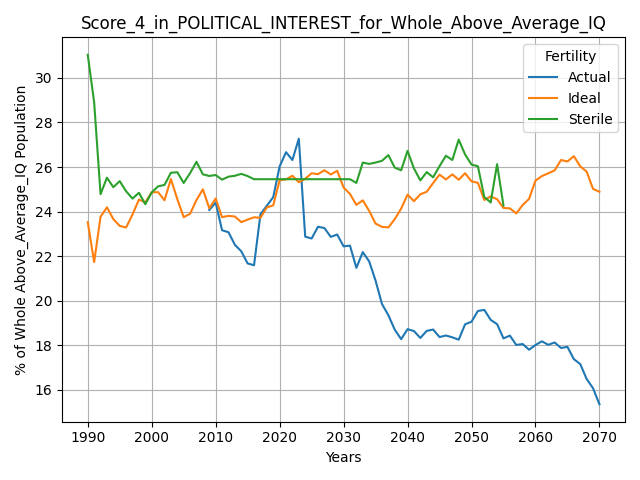 Score_4_in_POLITICAL_INTEREST_for_Whole_Above_Average_IQ
% of Whole Above_Average_IQ Population
30
28
26
24
22
20
18
16
Fertility
Actual
Ideal
Sterile
1990 2000 2010 2020 2030 2040 2050 2060 2070
Years